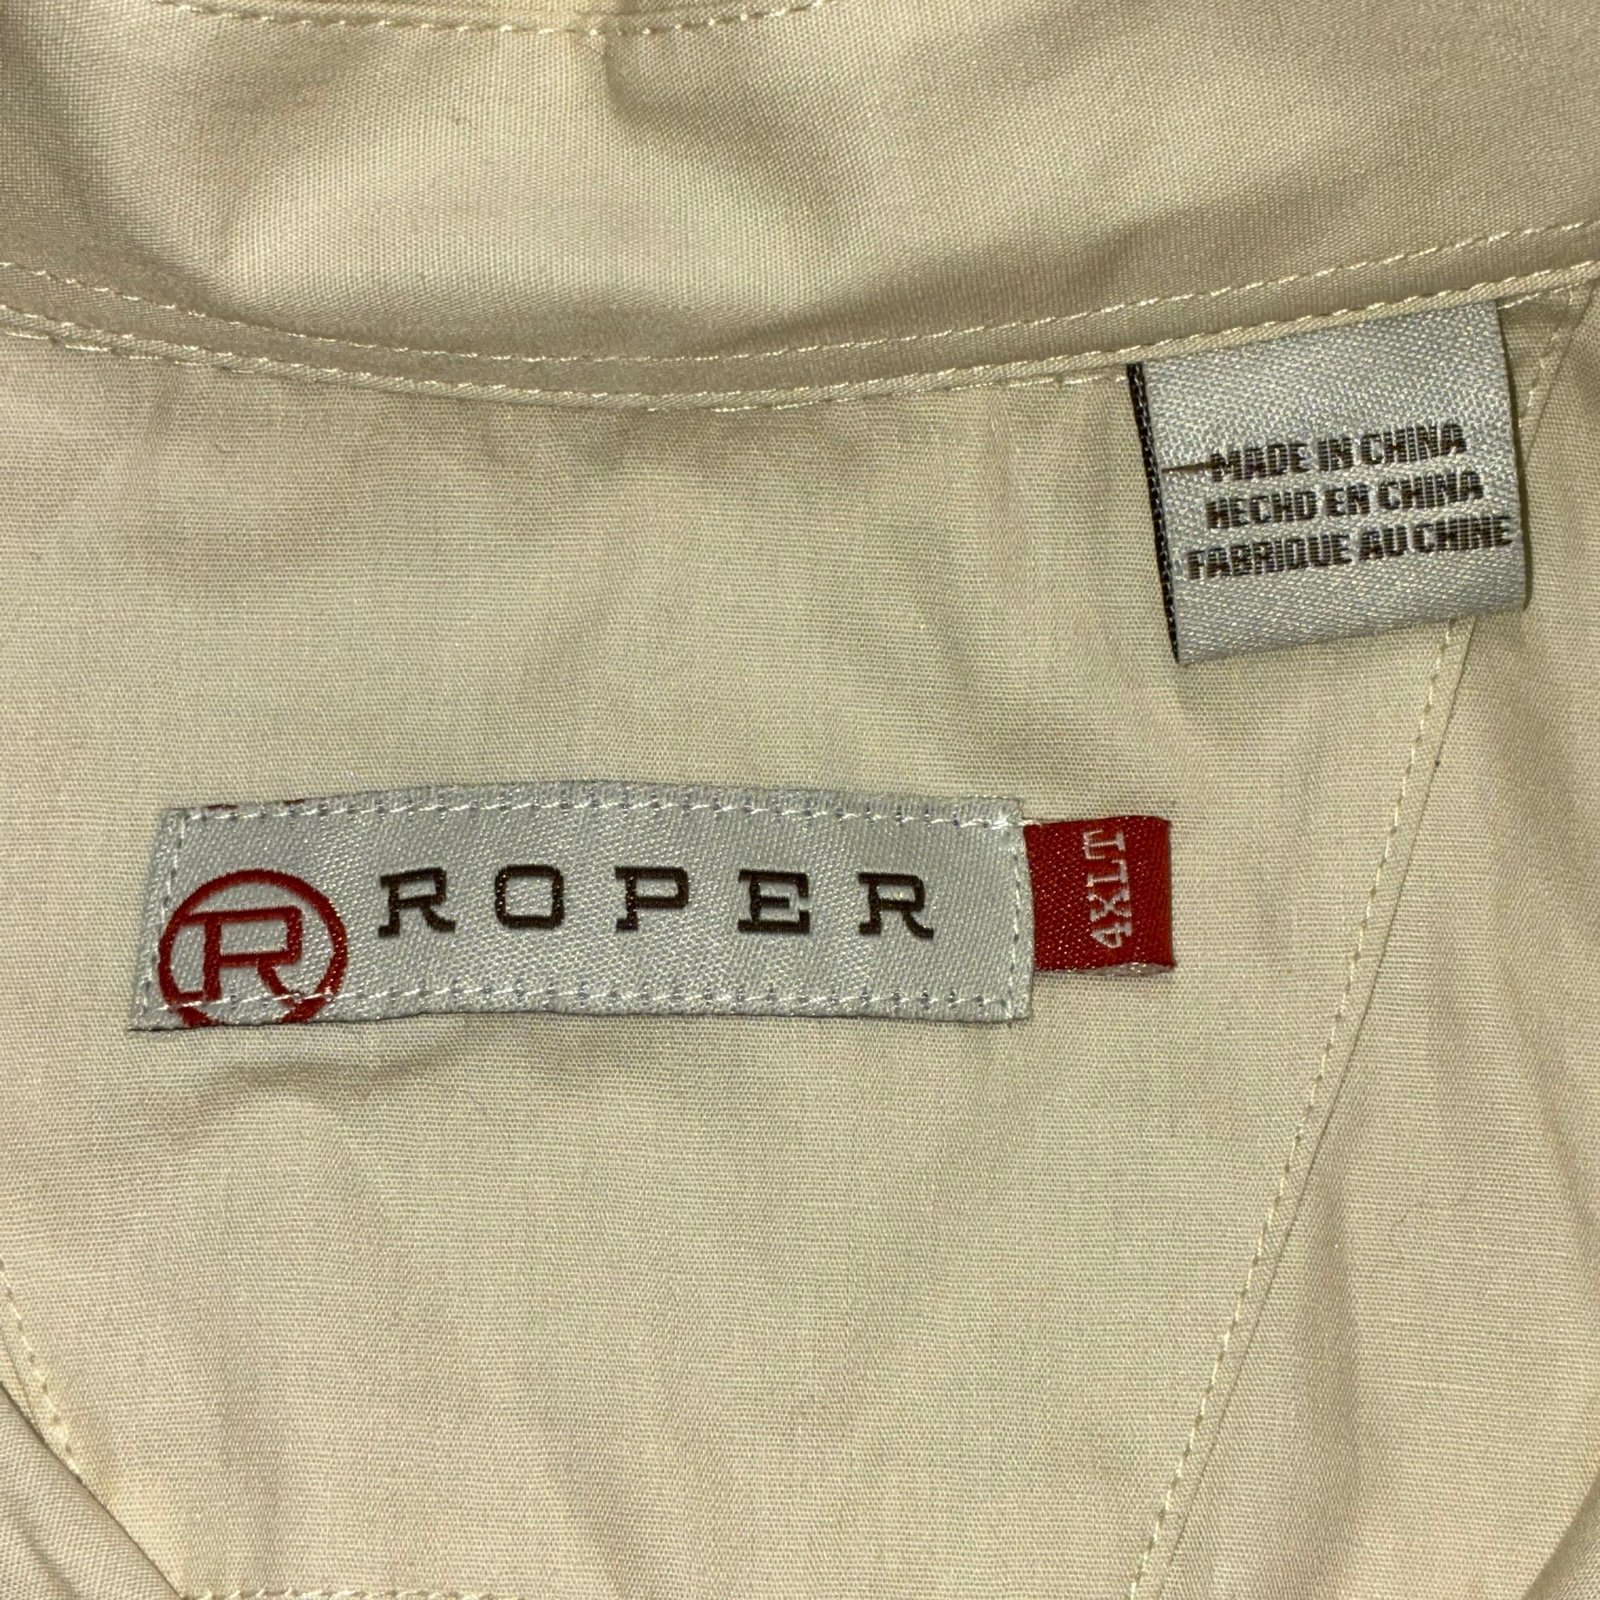 MADE IN CHINA
HECHO EN CHINA
FABRIQUE AU CHINE
R ROPER
4XLT